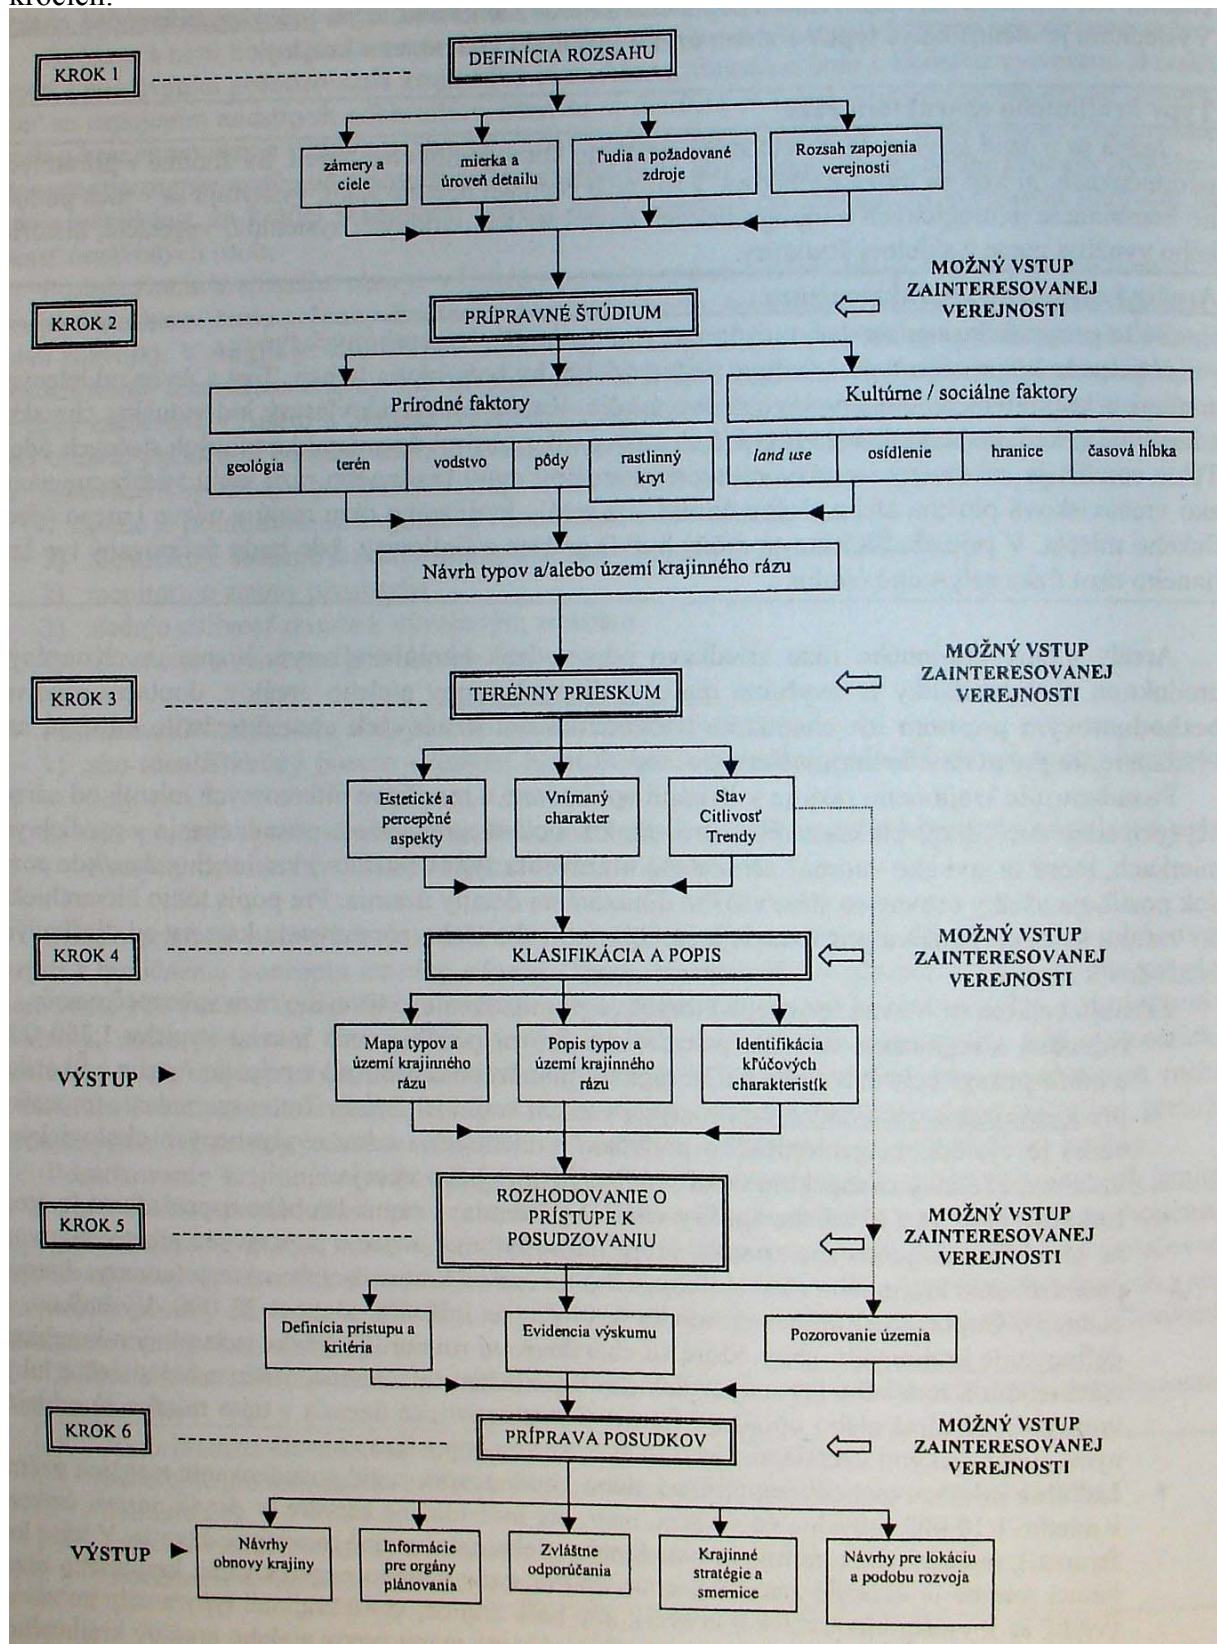 krocích:
DEFINÍCIA ROZSAHU
KROK 1
zámery a
ciele
mierka a
úroveň detailu
ľudia a požadované
zdroje
Rozsah zapojenia
verejnosti
MOŽNÝ VSTUP
ZAINTERESOVANEJ
VEREJNOSTI
KROK 2
PRÍPRAVNÉ ŠTÚDIUM
Prírodné faktory
Kultúrne / sociálne faktory
geológia
terén
vodstvo
pôdy
rastlinný
kryt
land use
osídlenie
hranice
časová hĺbka
Návrh typov a/alebo území krajinného rázu
MOŽNÝ VSTUP
ZAINTERESOVANEJ
VEREJNOSTI
KROK 3
TERÉNNY PRIESKUM
Estetické a
percepčné
aspekty
Vnímaný
charakter
Stav
Citlivosť
Trendy
MOŽNÝ VSTUP
ZAINTERESOVANEJ
VEREJNOSTI
KROK 4
KLASIFIKÁCIA A POPIS
Mapa typov a
území krajinného
rázu
Popis typov a
území krajinného
rázu
Identifikácia
kľúčových
charakteristík
VÝSTUP
ROZHODOVANIE O
PRÍSTUPE K
POSUDZOVANIU
KROK 5
MOŽNÝ VSTUP
ZAINTERESOVANEJ
VEREJNOSTI
Definícia prístupu a
kritéria
Evidencia výskumu
Pozorovanie územia
KROK 6
PRÍPRAVA POSUDKOV
MOŽNÝ VSTUP
ZAINTERESOVANEJ
VEREJNOSTI
VÝSTUP
Návrhy
obnovy krajiny
Informácie
pre orgány
plánovania
Zvláštne
odporúčania
Krajinné
stratégie a
smernice
Návrhy pre lokáciu
a podobu rozvoja